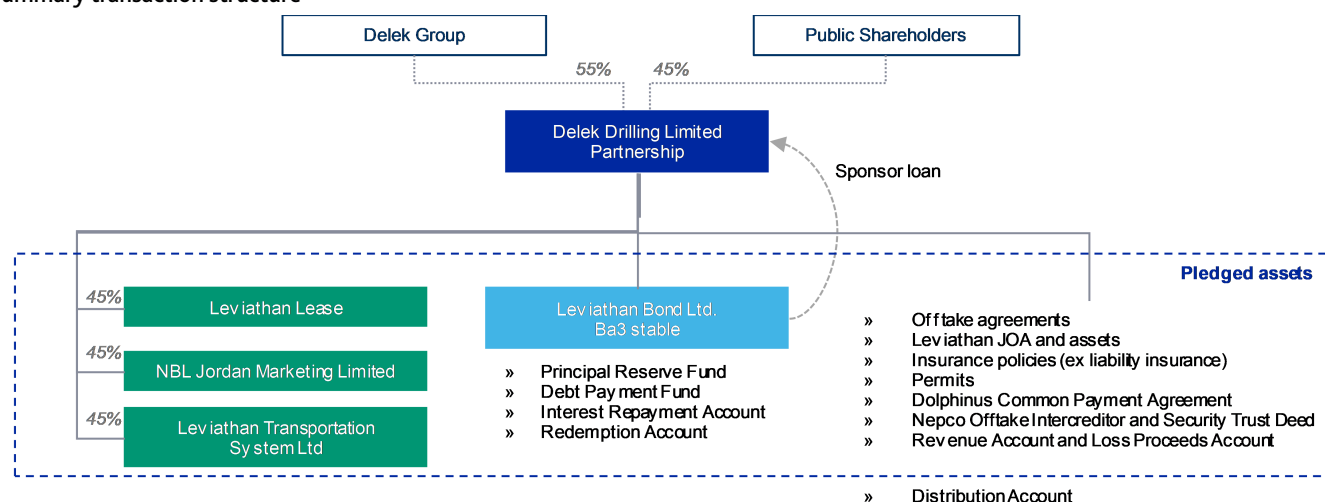 Summary transaction structure
Delek Group
Public Shareholders
55%
45%
Delek Drilling Limited
Partnership
Sponsor loan
Pledged assets
45%
Leviathan Lease
45%
NBL Jordan Marketing Limited
45%
Leviathan Transportation
System Ltd
Leviathan Bond Ltd.
Ba3 stable
» Principal Reserve Fund
» Debt Payment Fund
» Interest Repayment Account
» Redemption Account
» Offtake agreements
» Leviathan JOA and assets
» Insurance policies (ex liability insurance)
» Permits
» Dolphinus Common Payment Agreement
» Nepco Offtake Intercreditor and Security Trust Deed
» Revenue Account and Loss Proceeds Account
» Distribution Account